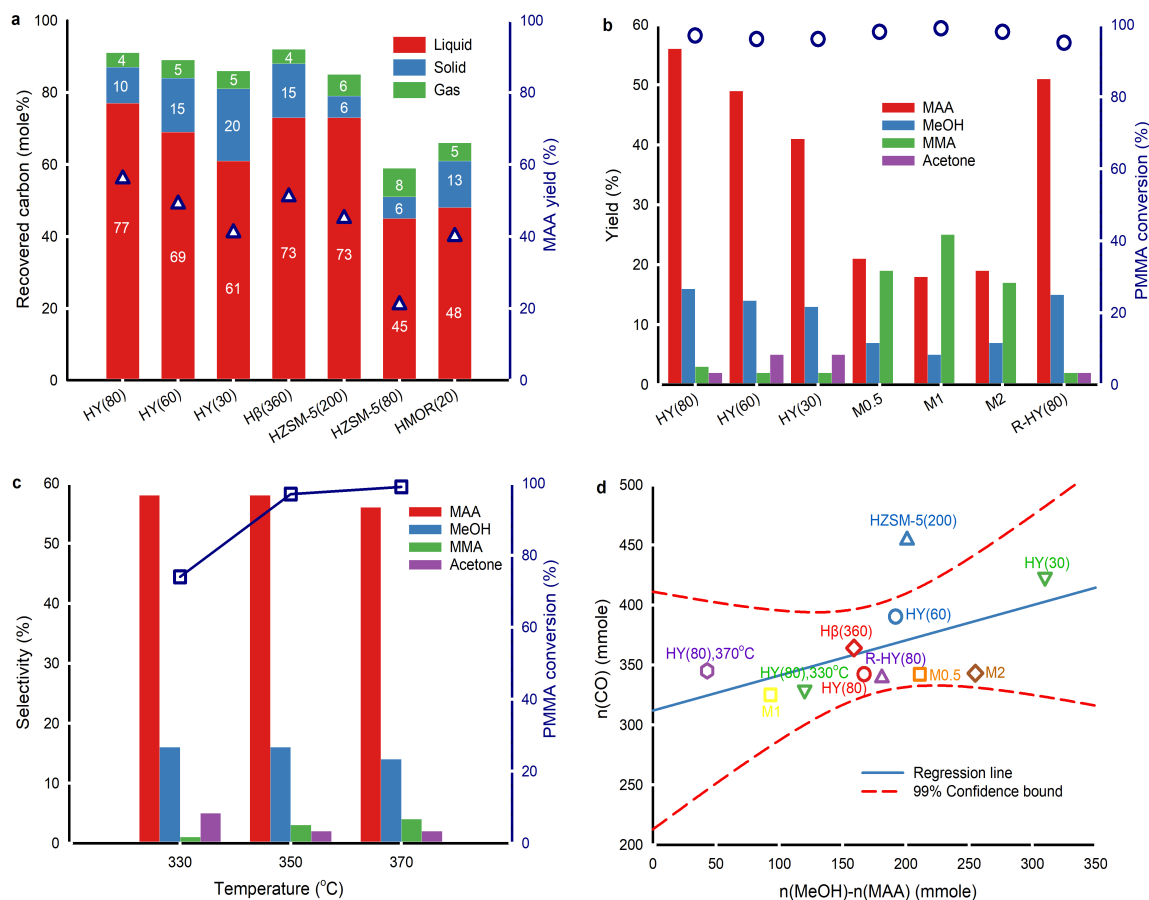 a
Recovered carbon (mole%)
100
80
60
40
20
0
Liquid
Solid
Gas
4
10
77
5
15
69
5
20
61
4
15
73
6
6
73
8
6
45
5
13
48
HY(80)
HY(60)
HY(30)
Hβ(360)
HZSM-5(200)
HZSM-5(80)
HMOR(20)
100
80
60
40
20
0
MAA yield (%)
b
Yield (%)
60
50
40
30
20
10
0
MAA
MeOH
MMA
Acetone
HY(80)
HY(60)
HY(30)
M0.5
M1
M2
R-HY(80)
100
80
60
40
20
0
PMMA conversion (%)
c
Selectivity (%)
60
50
40
30
20
10
0
MAA
MeOH
MMA
Acetone
330
350
370
Temperature (°C)
100
80
60
40
20
0
PMMA conversion (%)
d
n(CO) (mmole)
500
450
400
350
300
250
200
HZSM-5(200)
HY(30)
HY(60)
Hβ(360)
HY(80),370°C
HY(80),330°C
R-HY(80)
HY(80)
M0.5
M2
M1
Regression line
99% Confidence bound
0
50
100
150
200
250
300
350
n(MeOH)-n(MAA) (mmole)